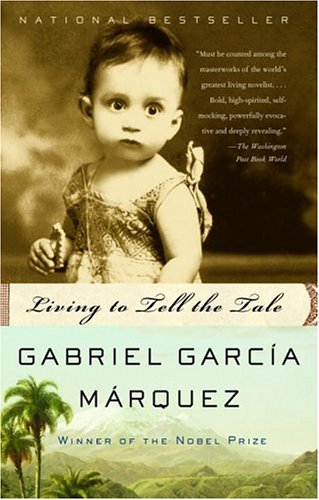 NATIONAL BESTSELLER
"Must be counted among the
masterworks of the world's
greatest living novelist. . . .
Bold, high-spirited, self-
mocking, powerfully evoca-
tive and deeply revealing."
—The Washington
Post Book World
Living to Tell the Tale
GABRIEL GARCÍA
MÁRQUEZ
WINNER OF THE NOBEL PRIZE